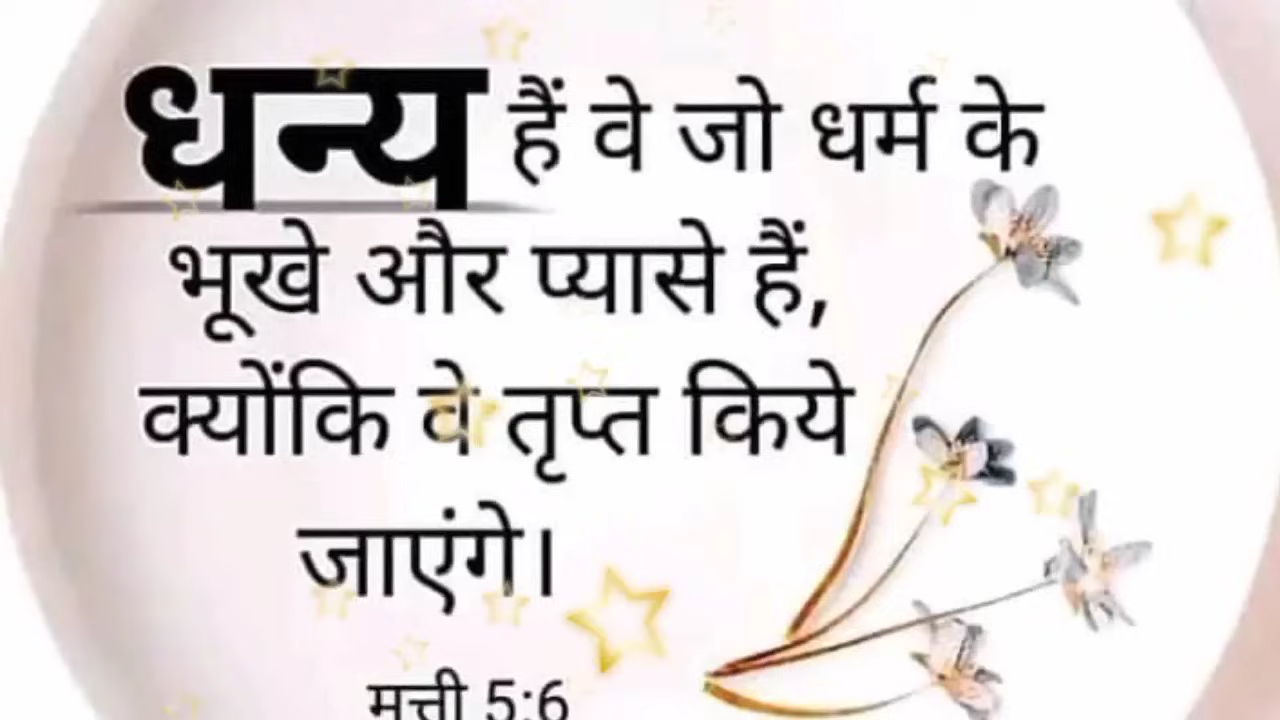 धन्य हैं वे जो धर्म के
भूखे और प्यासे हैं,
क्योंकि वे तृप्त किये
जाएंगे।
मत्ती 5:6